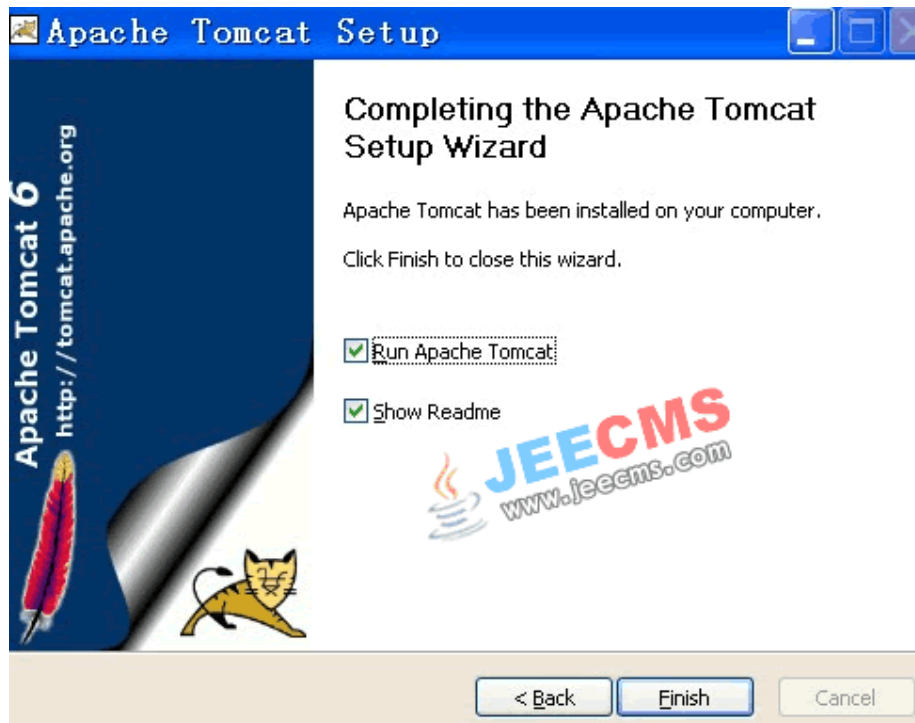 Apache Tomcat Setup
Apache Tomcat 6
http://tomcat.apache.org
Completing the Apache Tomcat
Setup Wizard
Apache Tomcat has been installed on your computer.
Click Finish to close this wizard.
Run Apache Tomcat
Show Readme
JEECMS
www.jeecms.com
< Back
Finish
Cancel